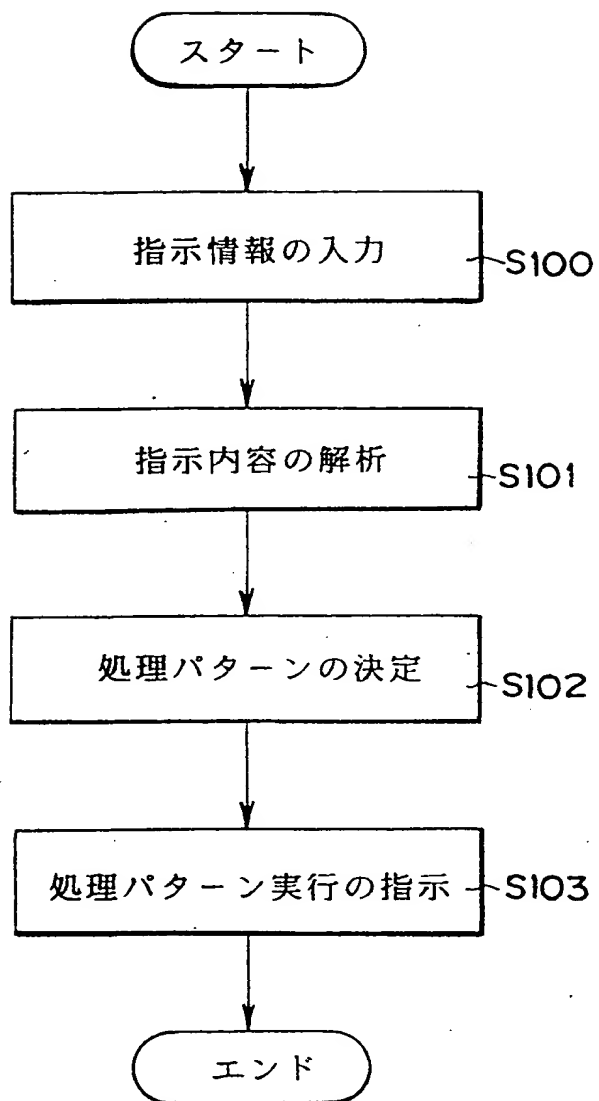 スタート
指示情報の入力
S100
指示内容の解析
S101
処理パターンの決定
S102
処理パターン実行の指示
S103
エンド